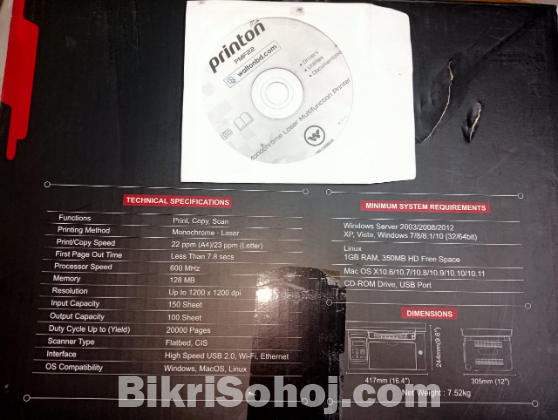 printon
PMF22
waltonbd.com
• Drivers
• Utilities
• Documentation
Monochrome Laser Multifunction Printer
TECHNICAL SPECIFICATIONS
Functions Print, Copy, Scan
Printing Method Monochrome - Laser
Print/Copy Speed 22 ppm (A4)/23 ppm (Letter)
First Page Out Time Less Than 7.8 secs
Processor Speed 600 MHz
Memory 128 MB
Resolution Up to 1200 x 1200 dpi
Input Capacity 150 Sheet
Output Capacity 100 Sheet
Duty Cycle Up to (Yield) 20000 Pages
Scanner Type Flatbed, CIS
Interface High Speed USB 2.0, Wi-Fi, Ethernet
OS Compatibility Windows, MacOS, Linux
MINIMUM SYSTEM REQUIREMENTS
Windows Server 2003/2008/2012
XP, Vista, Windows 7/8/8.1/10 (32/64bit)
Linux
1GB RAM, 350MB HD Free Space
Mac OS X10.6/10.7/10.8/10.9/10.10/10.11
CD-ROM Drive, USB Port
DIMENSIONS
244mm(9.6")
417mm (16.4")
305mm (12")
Net Weight : 7.52kg
BikriSohoj.com